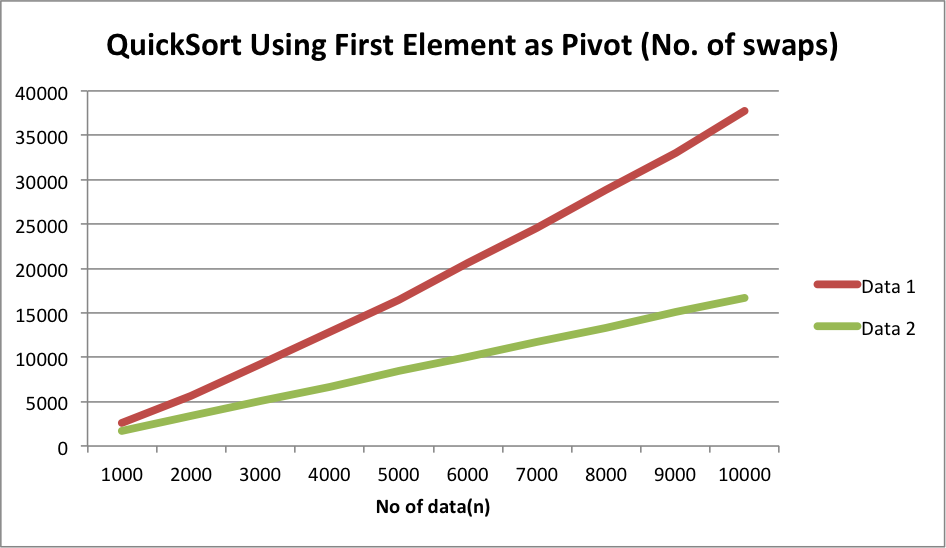 QuickSort Using First Element as Pivot (No. of swaps)
40000
35000
30000
25000
20000
15000
10000
5000
0
1000 2000 3000 4000 5000 6000 7000 8000 9000 10000
No of data(n)
Data 1
Data 2